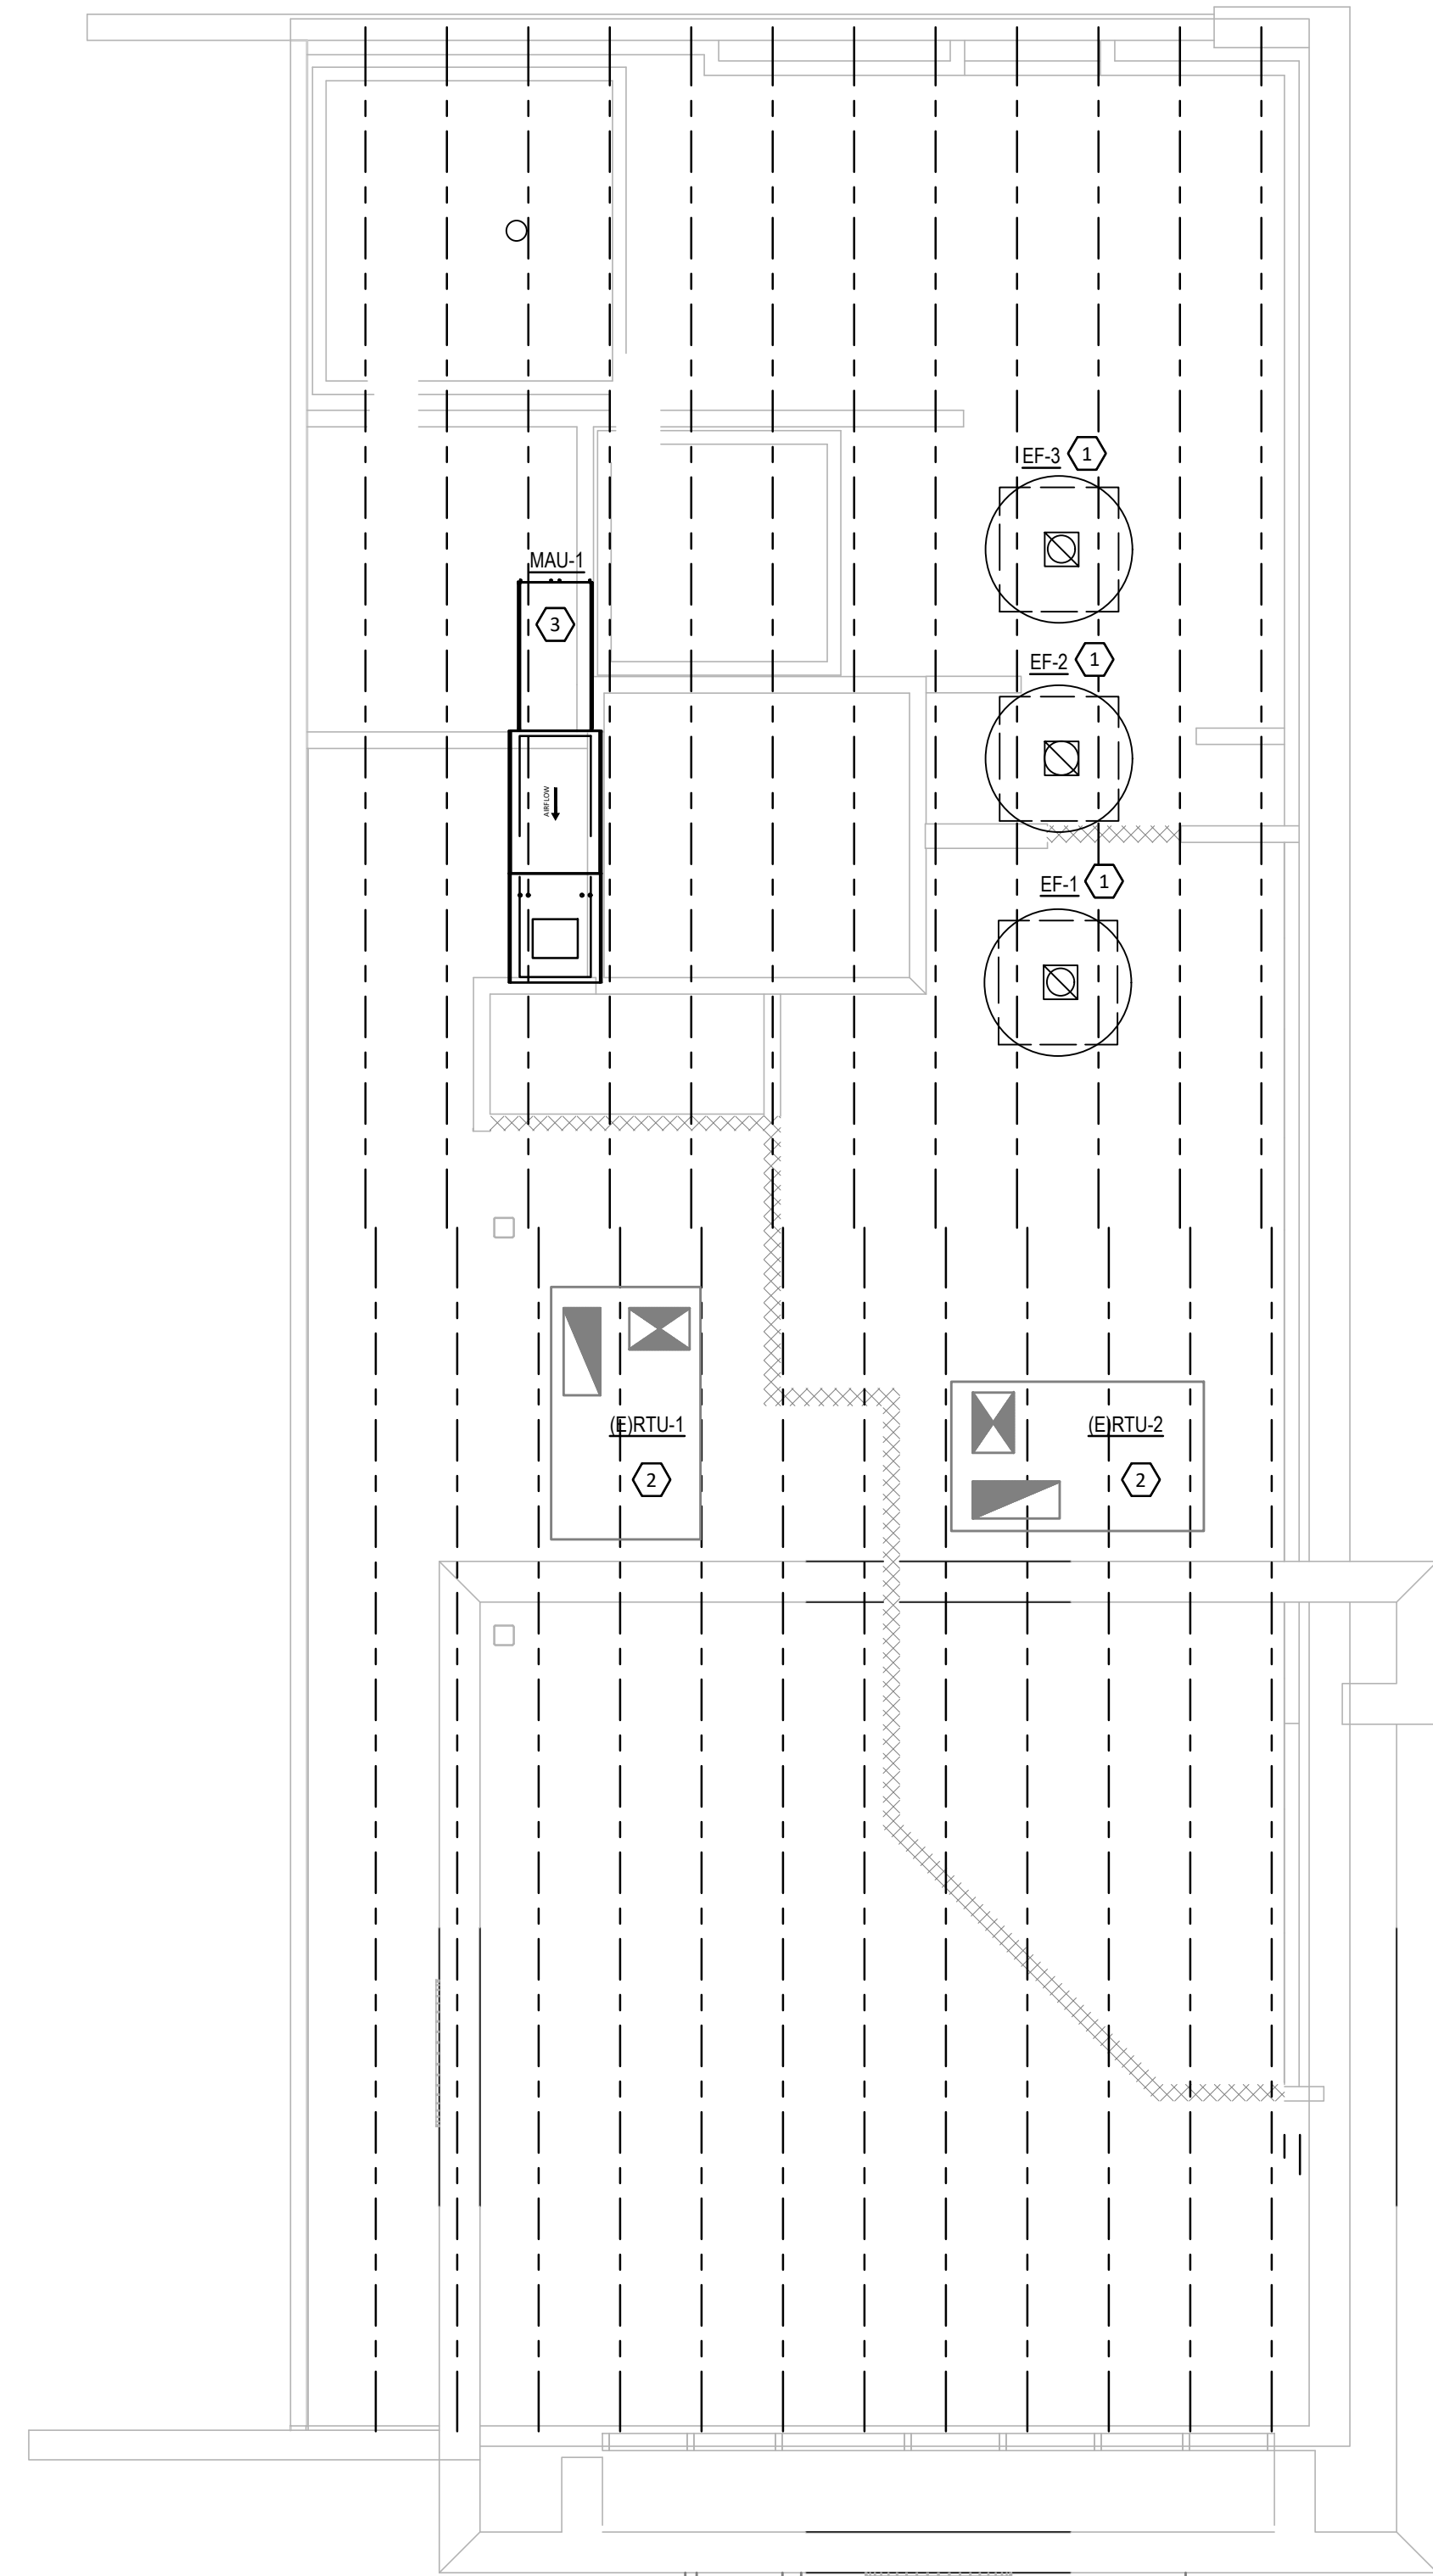 EF-3 1
MAU-1
3
EF-2 1
AIRFLOW
EF-1 1
(E)RTU-1
(E)RTU-2
2
2